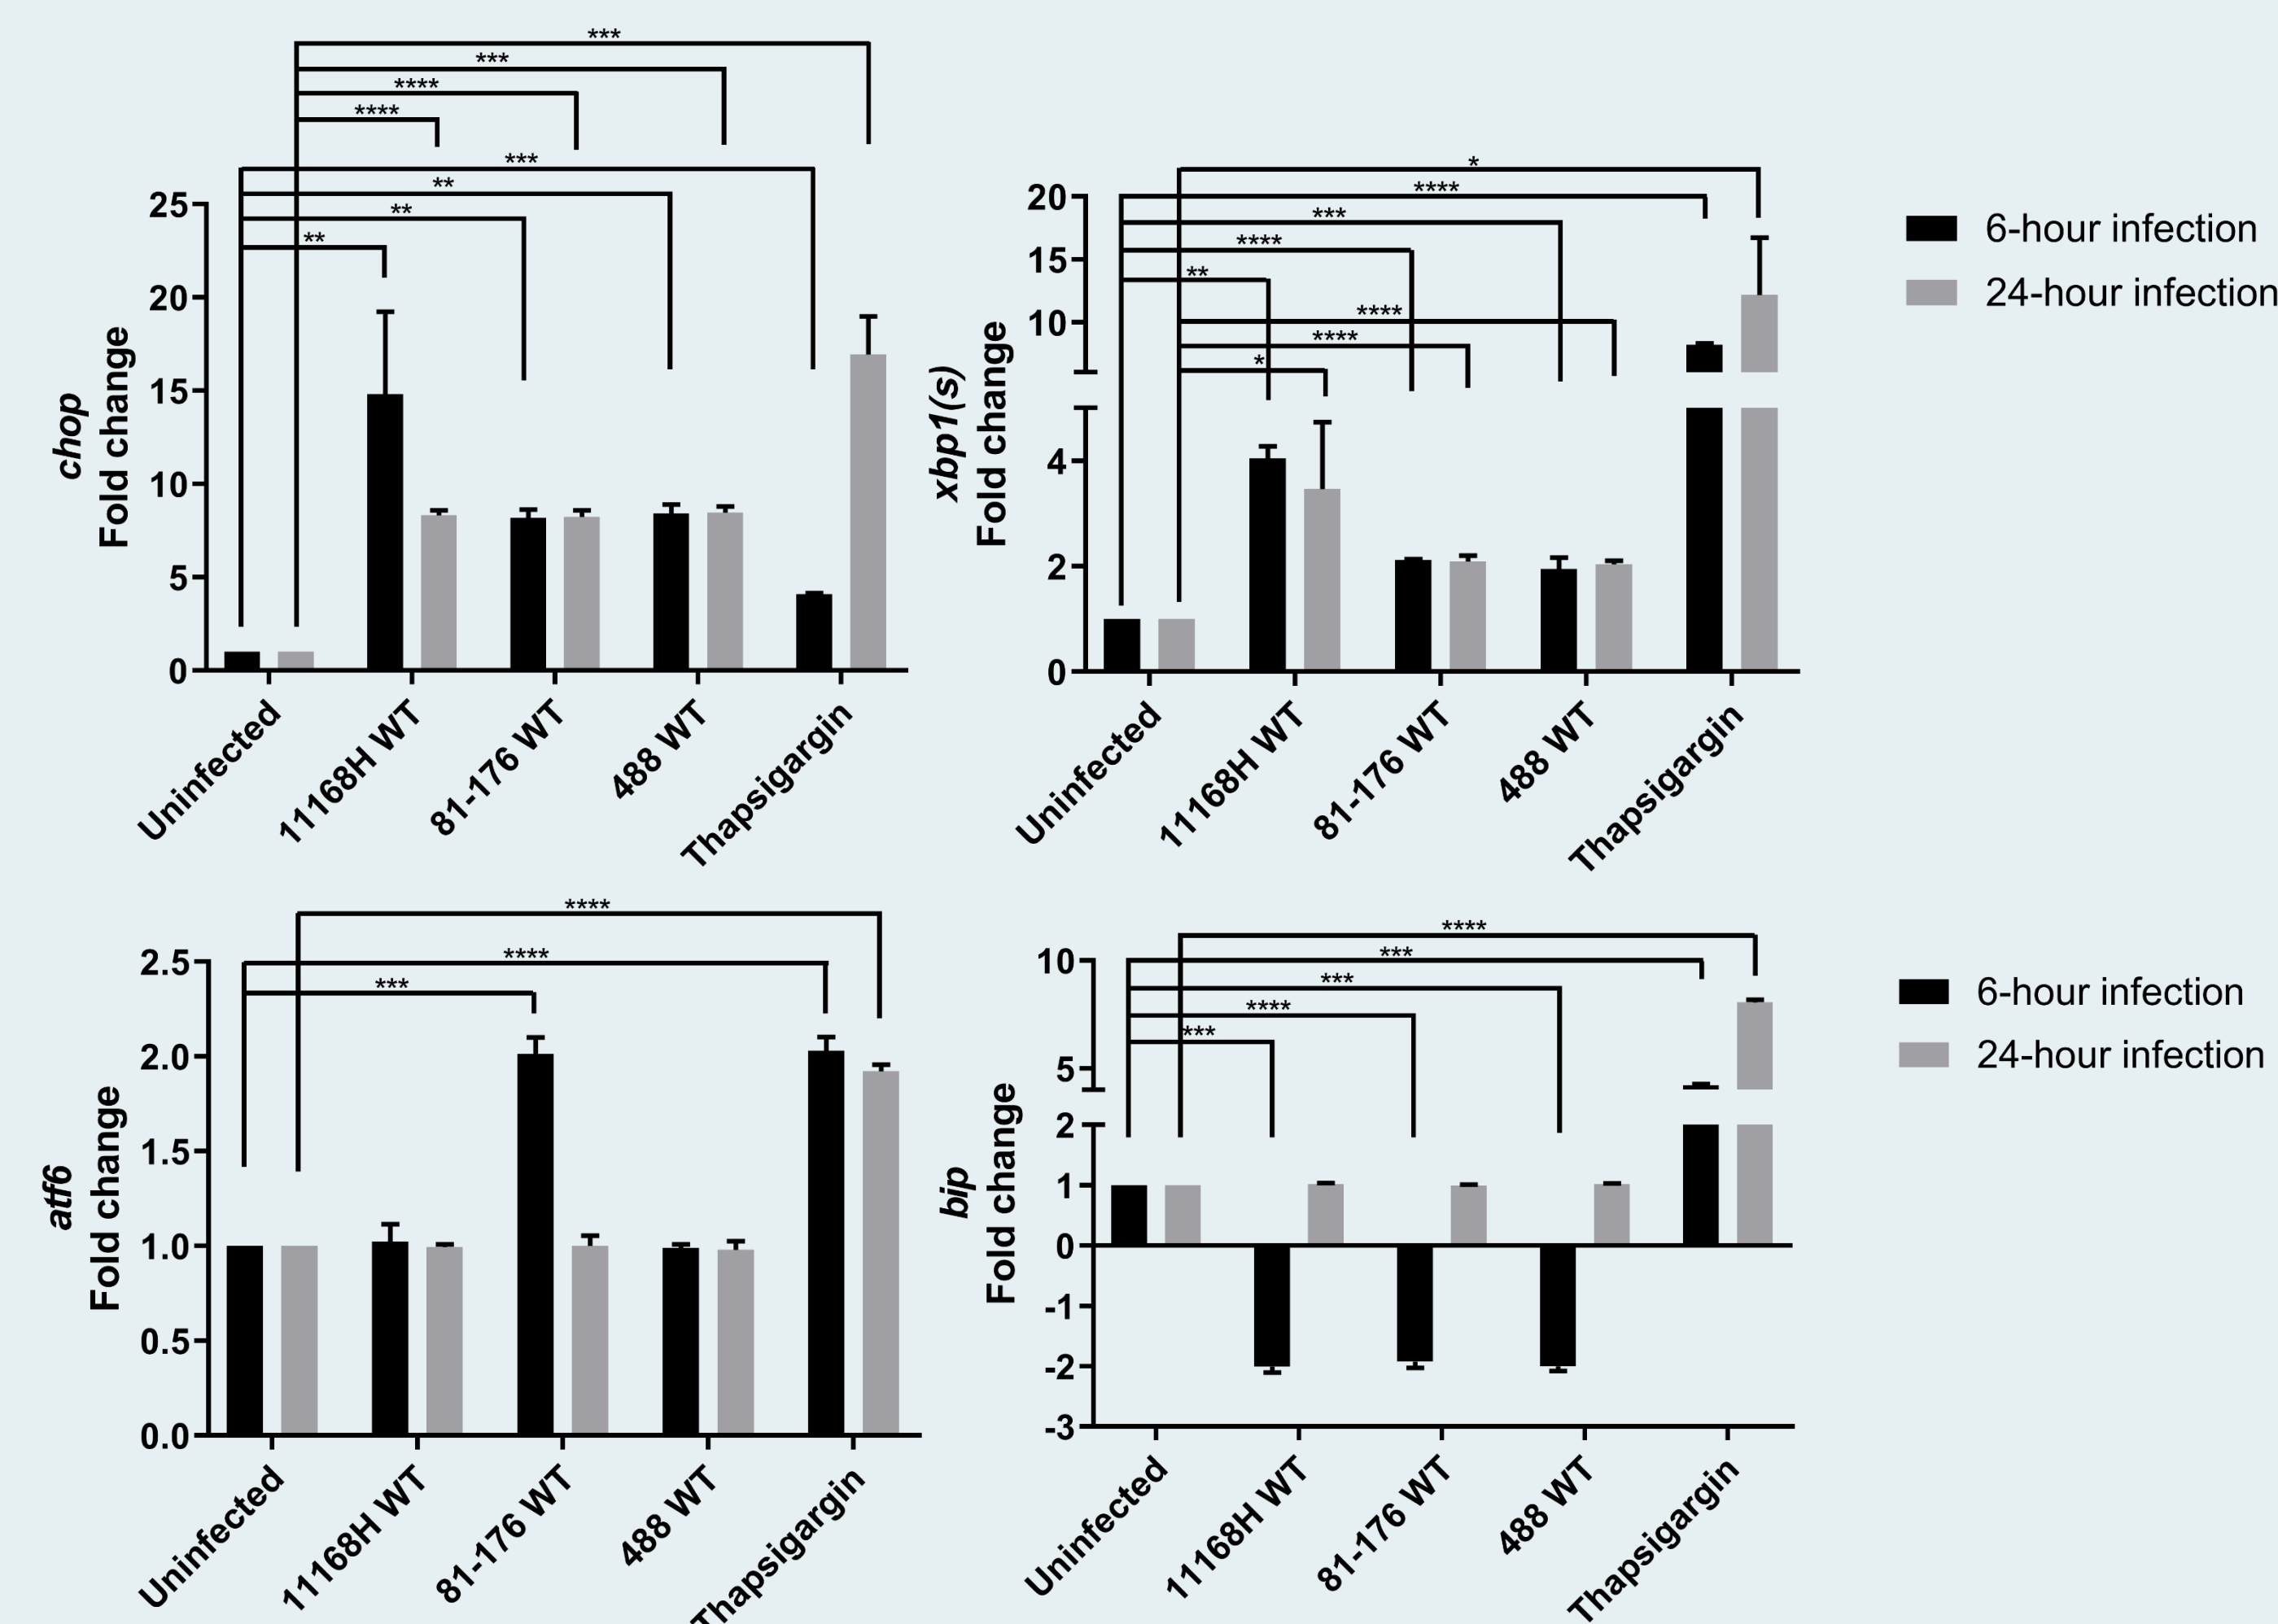 ***
***
****
****
***
**
**
**
25
20
15
10
5
0
chop
Fold change
Uninfected
11168H WT
81-176 WT
488 WT
Thapsigargin
*
****
***
****
**
****
****
*
20
15
10
4
2
0
xbp1(s)
Fold change
Uninfected
11168H WT
81-176 WT
488 WT
Thapsigargin
6-hour infection
24-hour infection
****
****
***
2.5
2.0
1.5
1.0
0.5
0.0
atf6
Fold change
Uninfected
11168H WT
81-176 WT
488 WT
Thapsigargin
****
***
***
****
***
10
5
2
1
0
-1
-2
-3
bip
Fold change
Uninfected
11168H WT
81-176 WT
488 WT
Thapsigargin
6-hour infection
24-hour infection